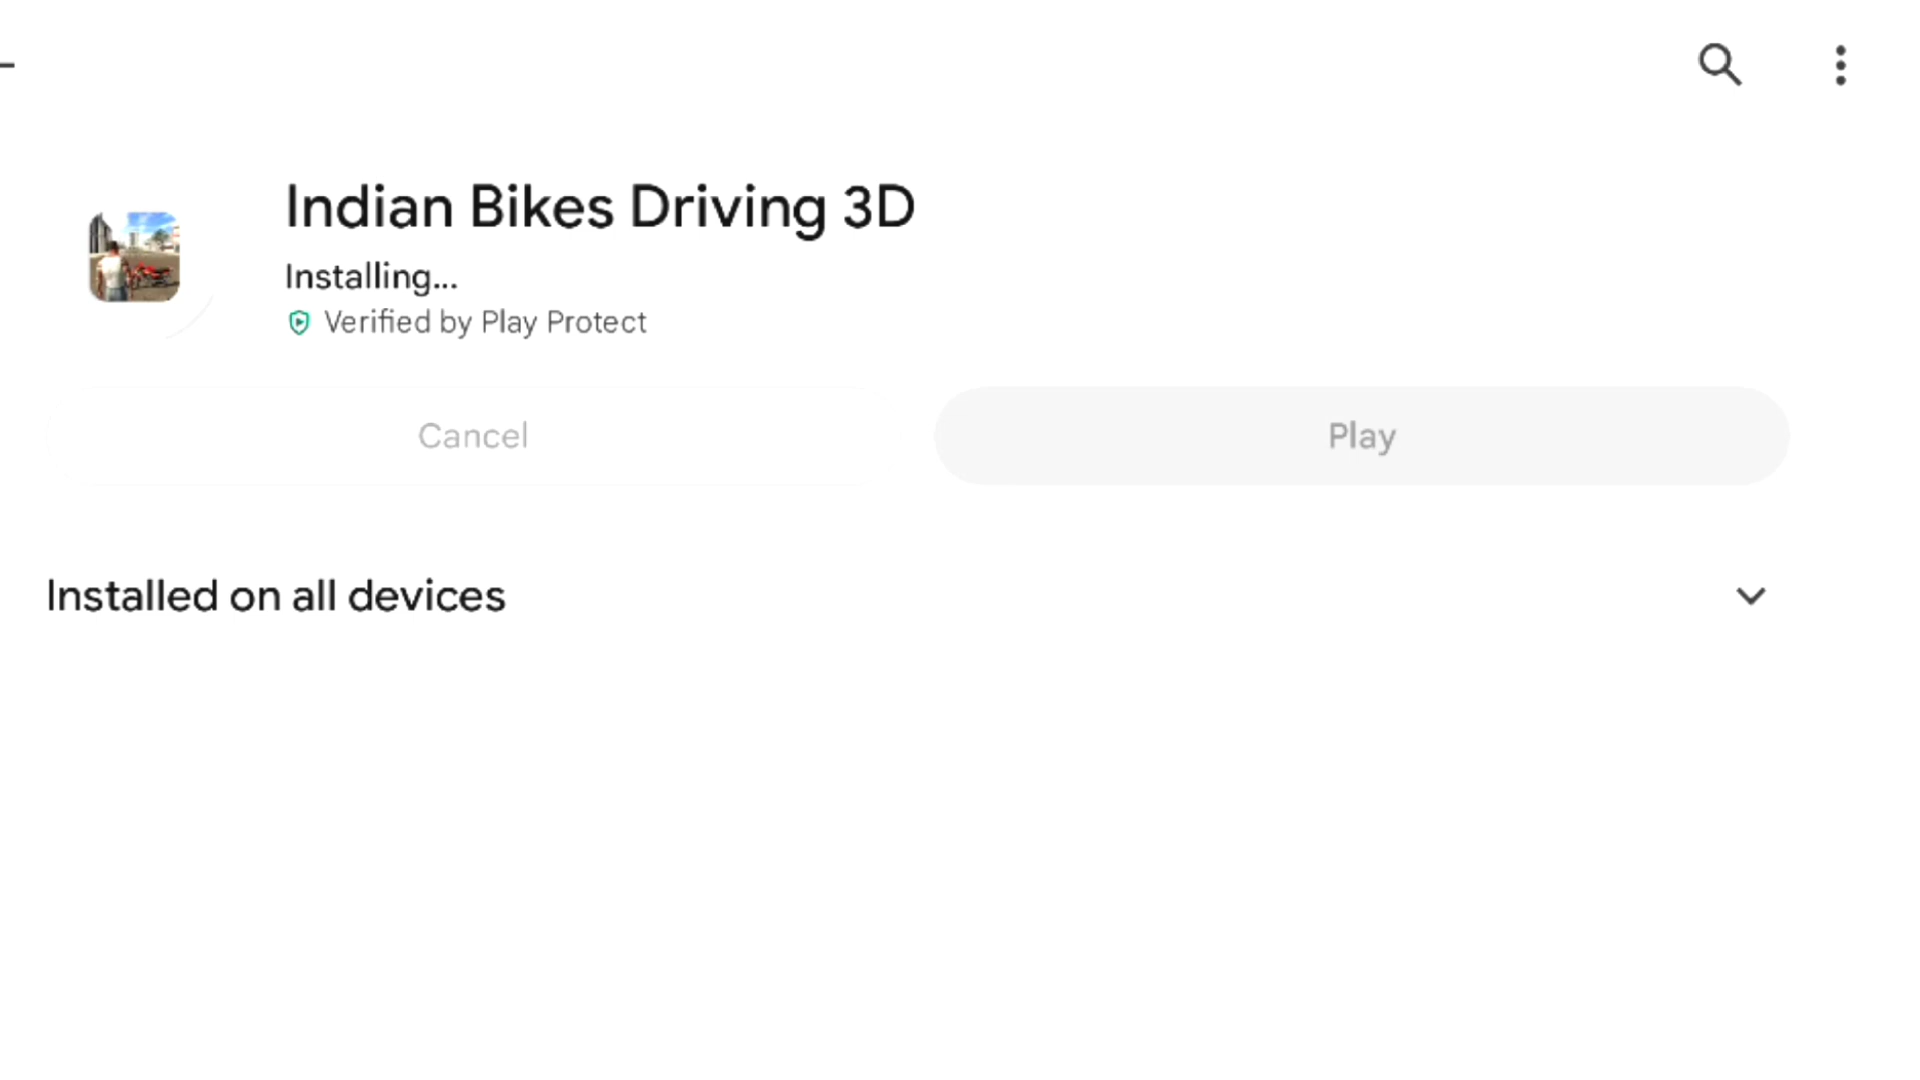 Indian Bikes Driving 3D
Installing...
Verified by Play Protect
Cancel
Play
Installed on all devices